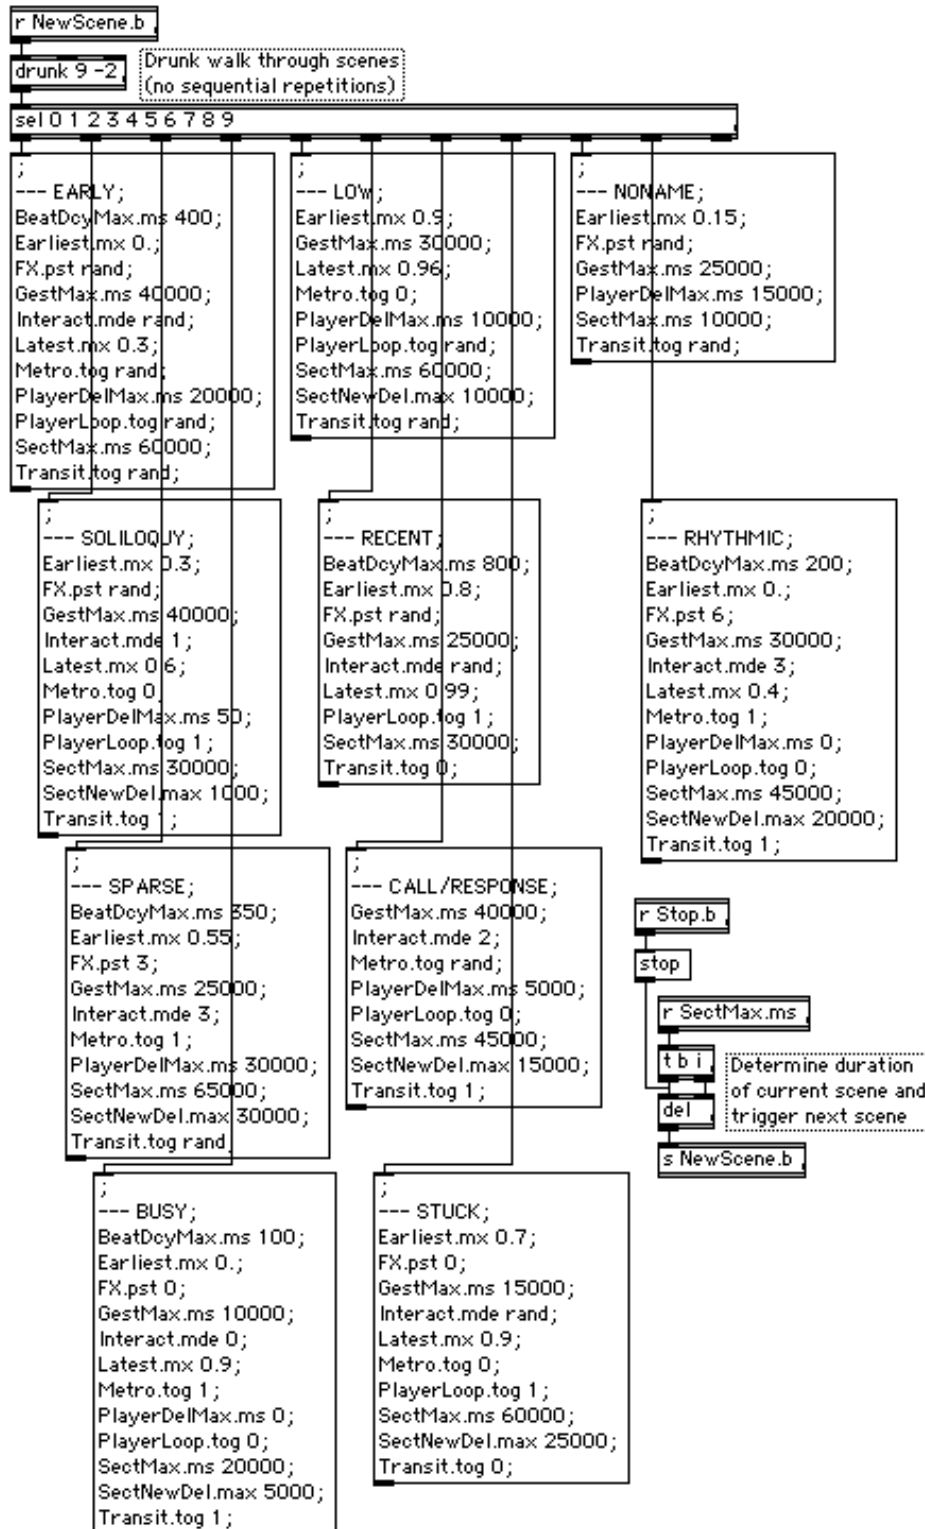 r NewScene.b
drunk 9 -2
Drunk walk through scenes
(no sequential repetitions)
sel 0 1 2 3 4 5 6 7 8 9
;
--- EARLY;
BeatDcyMax.ms 400;
Earliest.mx 0.;
FX.pst rand;
GestMax.ms 40000;
Interact.mde rand;
Latest.mx 0.3;
Metro.tog rand;
PlayerDelMax.ms 20000;
PlayerLoop.tog rand;
SectMax.ms 60000;
Transit.tog rand;
;
--- LOW;
Earliest.mx 0.9;
GestMax.ms 30000;
Latest.mx 0.96;
Metro.tog 0;
PlayerDelMax.ms 10000;
PlayerLoop.tog rand;
SectMax.ms 60000;
SectNewDel.max 10000;
Transit.tog rand;
;
--- NONAME;
Earliest.mx 0.15;
FX.pst rand;
GestMax.ms 25000;
PlayerDelMax.ms 15000;
SectMax.ms 10000;
Transit.tog rand;
;
--- SOLILOQUY;
Earliest.mx 0.3;
FX.pst rand;
GestMax.ms 40000;
Interact.mde 1;
Latest.mx 0.6;
Metro.tog 0;
PlayerDelMax.ms 50;
PlayerLoop.tog 1;
SectMax.ms 30000;
SectNewDel.max 1000;
Transit.tog 1;
;
--- RECENT;
BeatDcyMax.ms 800;
Earliest.mx 0.8;
FX.pst rand;
GestMax.ms 25000;
Interact.mde rand;
Latest.mx 0.99;
PlayerLoop.tog 1;
SectMax.ms 30000;
Transit.tog 0;
;
--- RHYTHMIC;
BeatDcyMax.ms 200;
Earliest.mx 0.;
FX.pst 6;
GestMax.ms 30000;
Interact.mde 3;
Latest.mx 0.4;
Metro.tog 1;
PlayerDelMax.ms 0;
PlayerLoop.tog 0;
SectMax.ms 45000;
SectNewDel.max 20000;
Transit.tog 1;
;
--- SPARSE;
BeatDcyMax.ms 350;
Earliest.mx 0.55;
FX.pst 3;
GestMax.ms 25000;
Interact.mde 3;
Metro.tog 1;
PlayerDelMax.ms 30000;
SectMax.ms 65000;
SectNewDel.max 30000;
Transit.tog rand
;
--- CALL/RESPONSE;
GestMax.ms 40000;
Interact.mde 2;
Metro.tog rand;
PlayerDelMax.ms 5000;
PlayerLoop.tog 0;
SectMax.ms 45000;
SectNewDel.max 15000;
Transit.tog 1;
r Stop.b
stop
r SectMax.ms
t b i
Determine duration
of current scene and
trigger next scene
del
s NewScene.b
;
--- BUSY;
BeatDcyMax.ms 100;
Earliest.mx 0.;
FX.pst 0;
GestMax.ms 10000;
Interact.mde 0;
Latest.mx 0.9;
Metro.tog 1;
PlayerDelMax.ms 0;
PlayerLoop.tog 0;
SectMax.ms 20000;
SectNewDel.max 5000;
Transit.tog 1;
;
--- STUCK;
Earliest.mx 0.7;
FX.pst 0;
GestMax.ms 15000;
Interact.mde rand;
Latest.mx 0.9;
Metro.tog 0;
PlayerLoop.tog 1;
SectMax.ms 60000;
SectNewDel.max 25000;
Transit.tog 0;